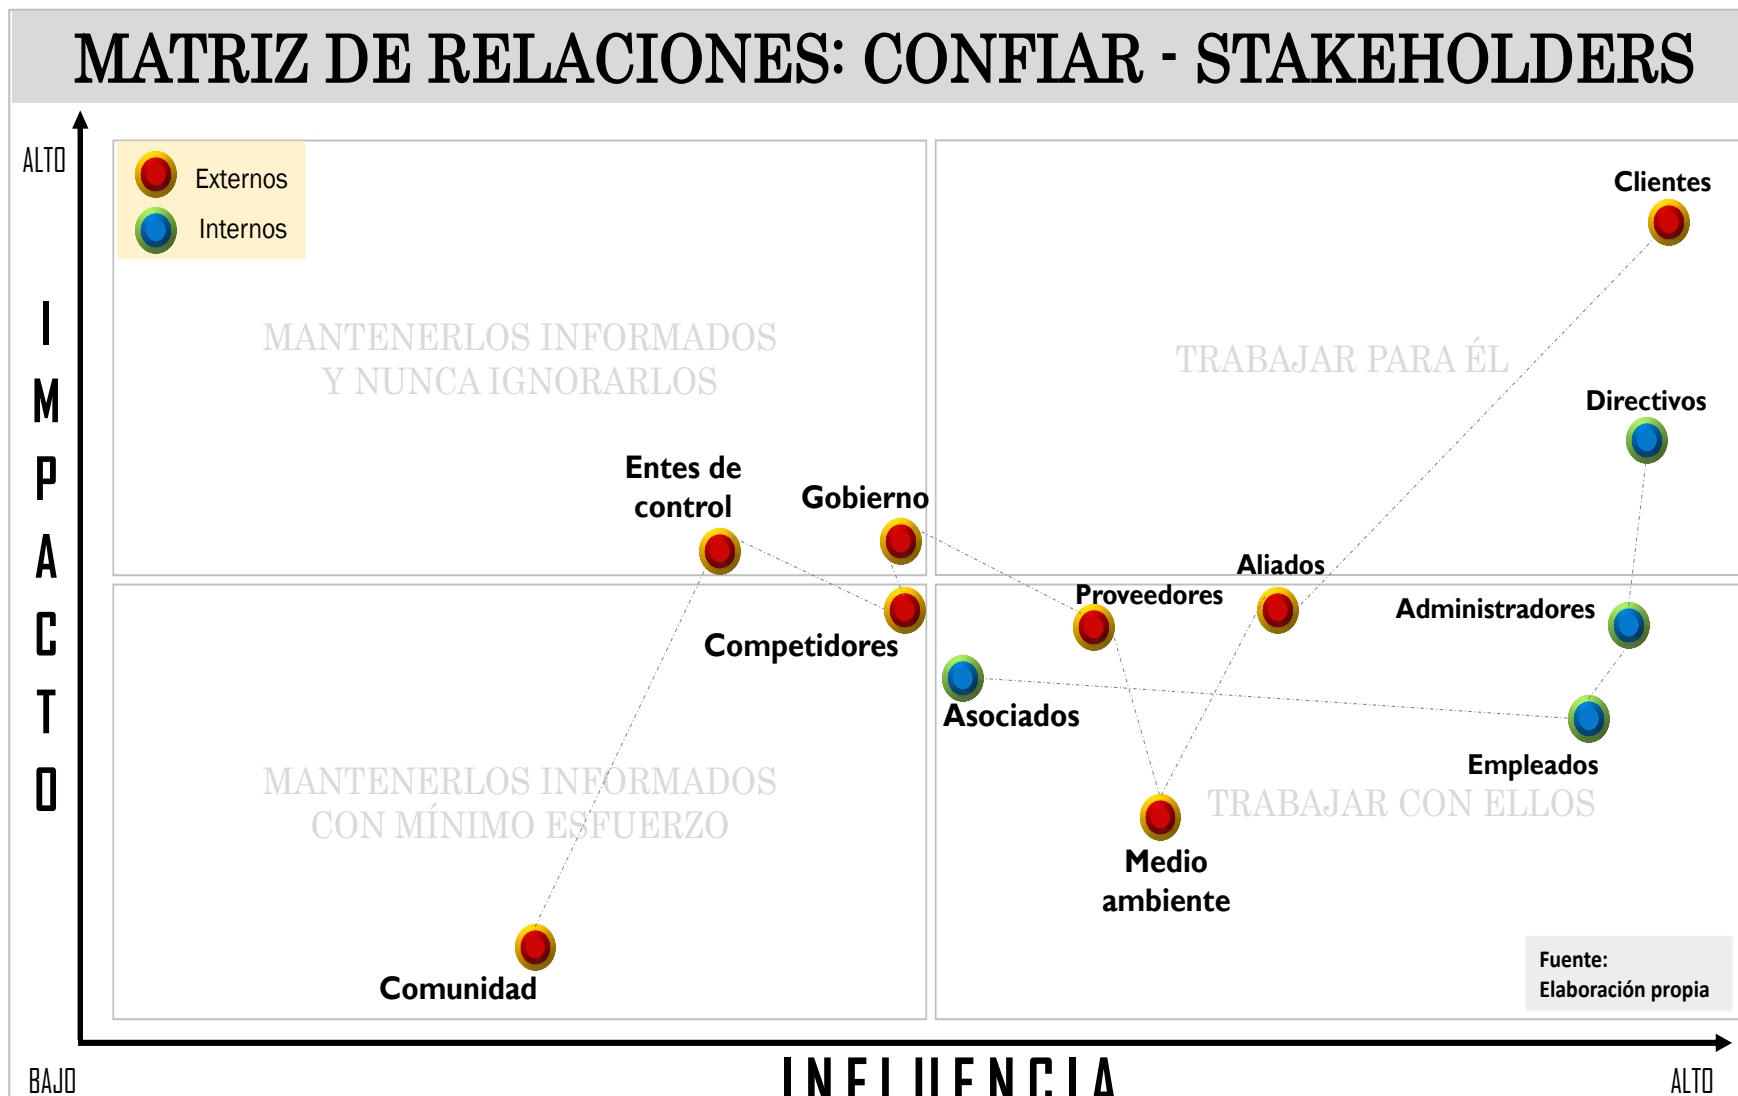 MATRIZ DE RELACIONES: CONFIAR - STAKEHOLDERS
ALTO
Externos
Internos
Clientes
MANTENERLOS INFORMADOS
Y NUNCA IGNORARLOS
TRABAJAR PARA ÉL
Directivos
IMPACTO
Entes de
control
Gobierno
Aliados
Proveedores
Administradores
Competidores
Asociados
Empleados
MANTENERLOS INFORMADOS
CON MÍNIMO ESFUERZO
TRABAJAR CON ELLOS
Medio
ambiente
Comunidad
Fuente:
Elaboración propia
BAJO
INFLUENCIA
ALTO